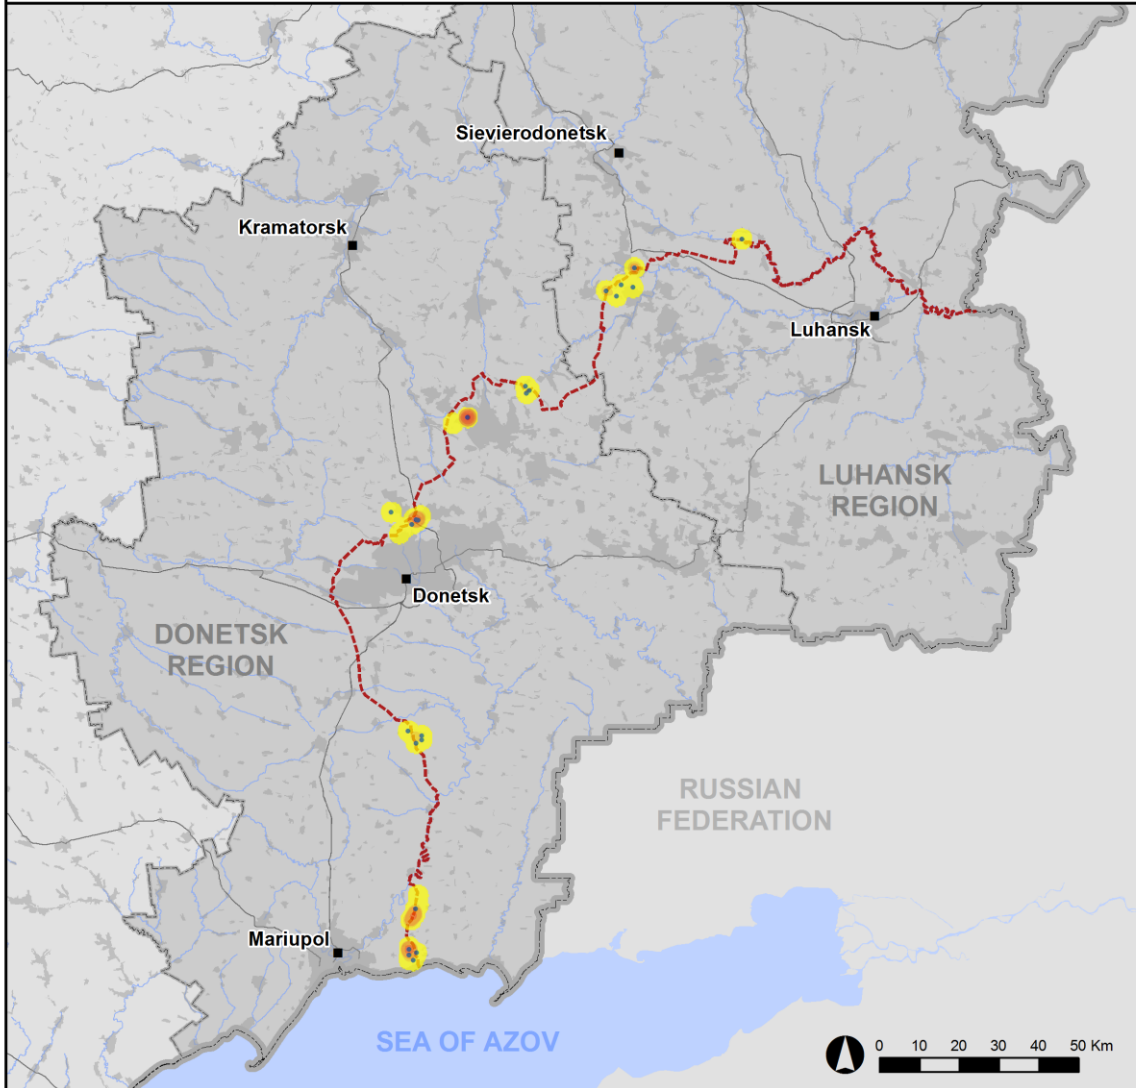 Sievierodonetsk
Kramatorsk
Luhansk
LUHANSK
REGION
Donetsk
DONETSK
REGION
RUSSIAN
FEDERATION
Mariupol
SEA OF AZOV
0 10 20 30 40 50 Km